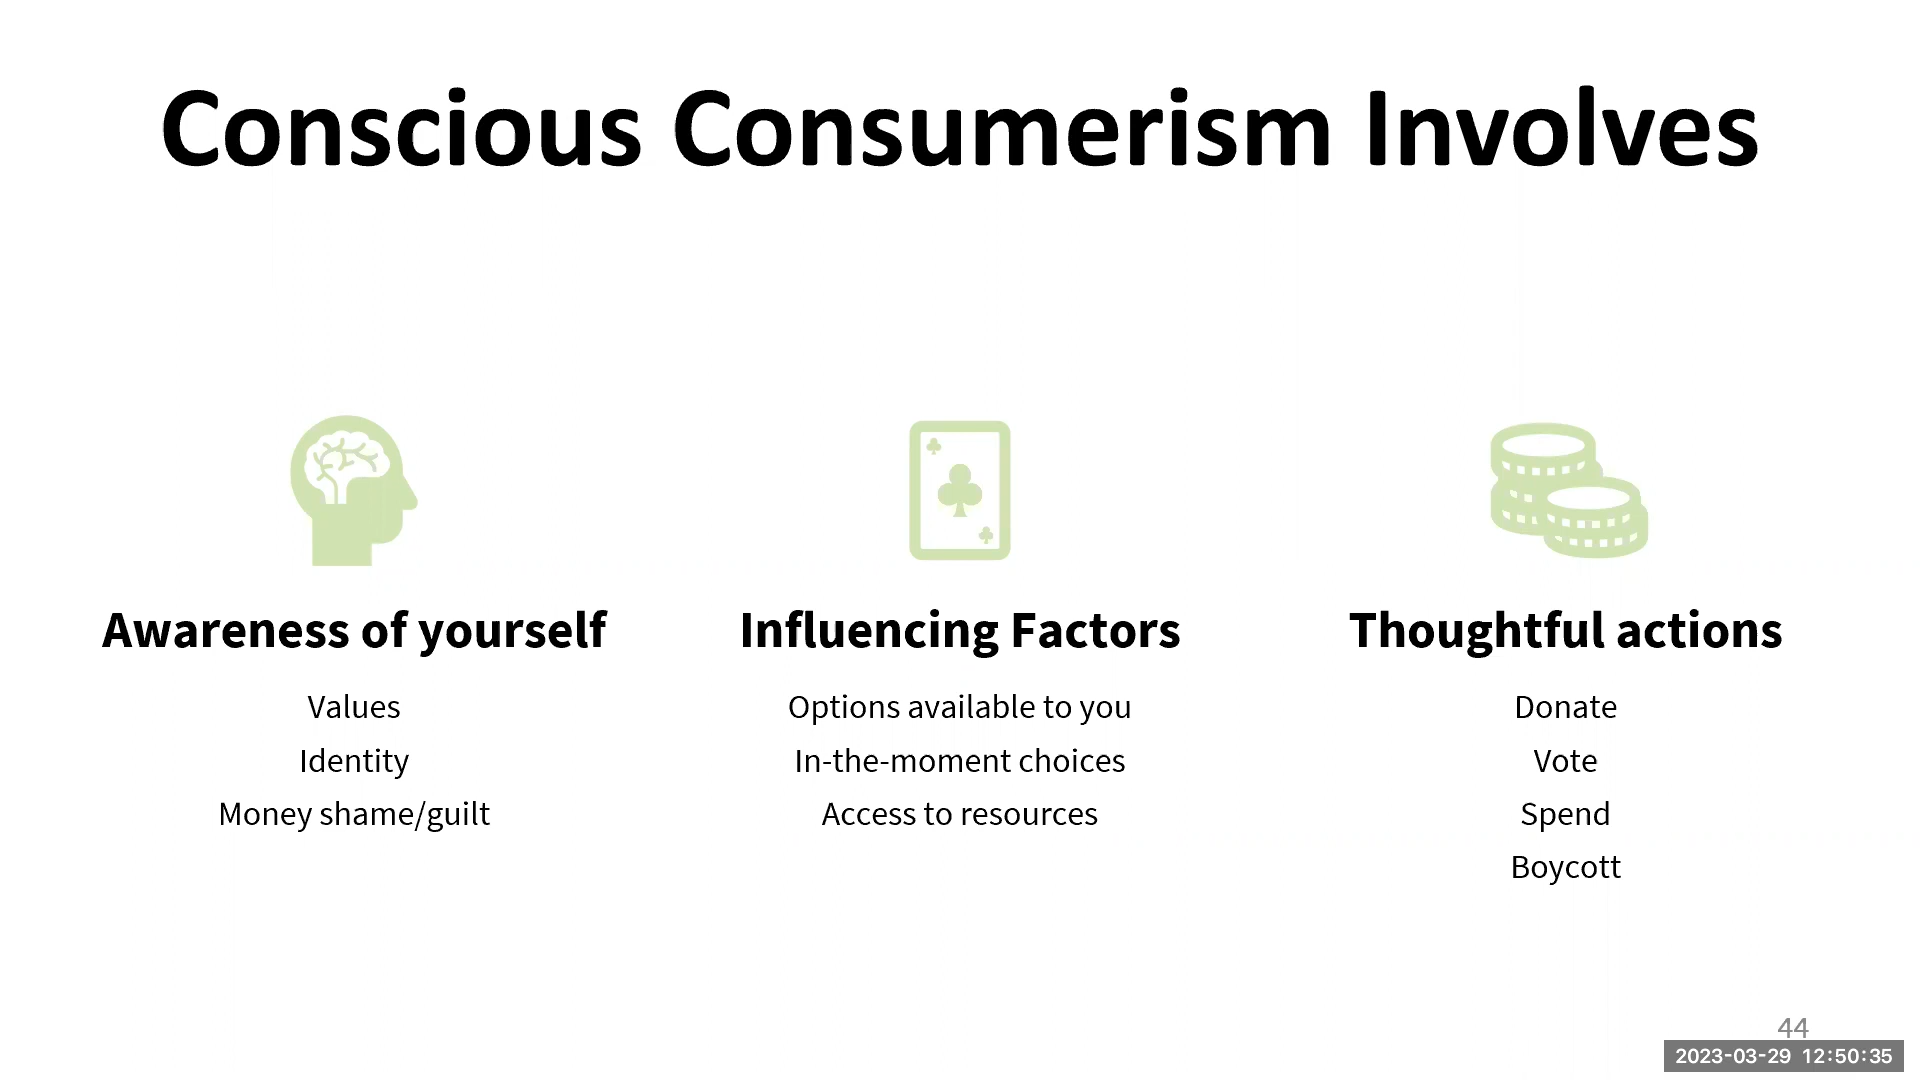 Conscious Consumerism Involves
Awareness of yourself
Values
Identity
Money shame/guilt
Influencing Factors
Options available to you
In-the-moment choices
Access to resources
Thoughtful actions
Donate
Vote
Spend
Boycott
44
2023-03-29 12:50:35